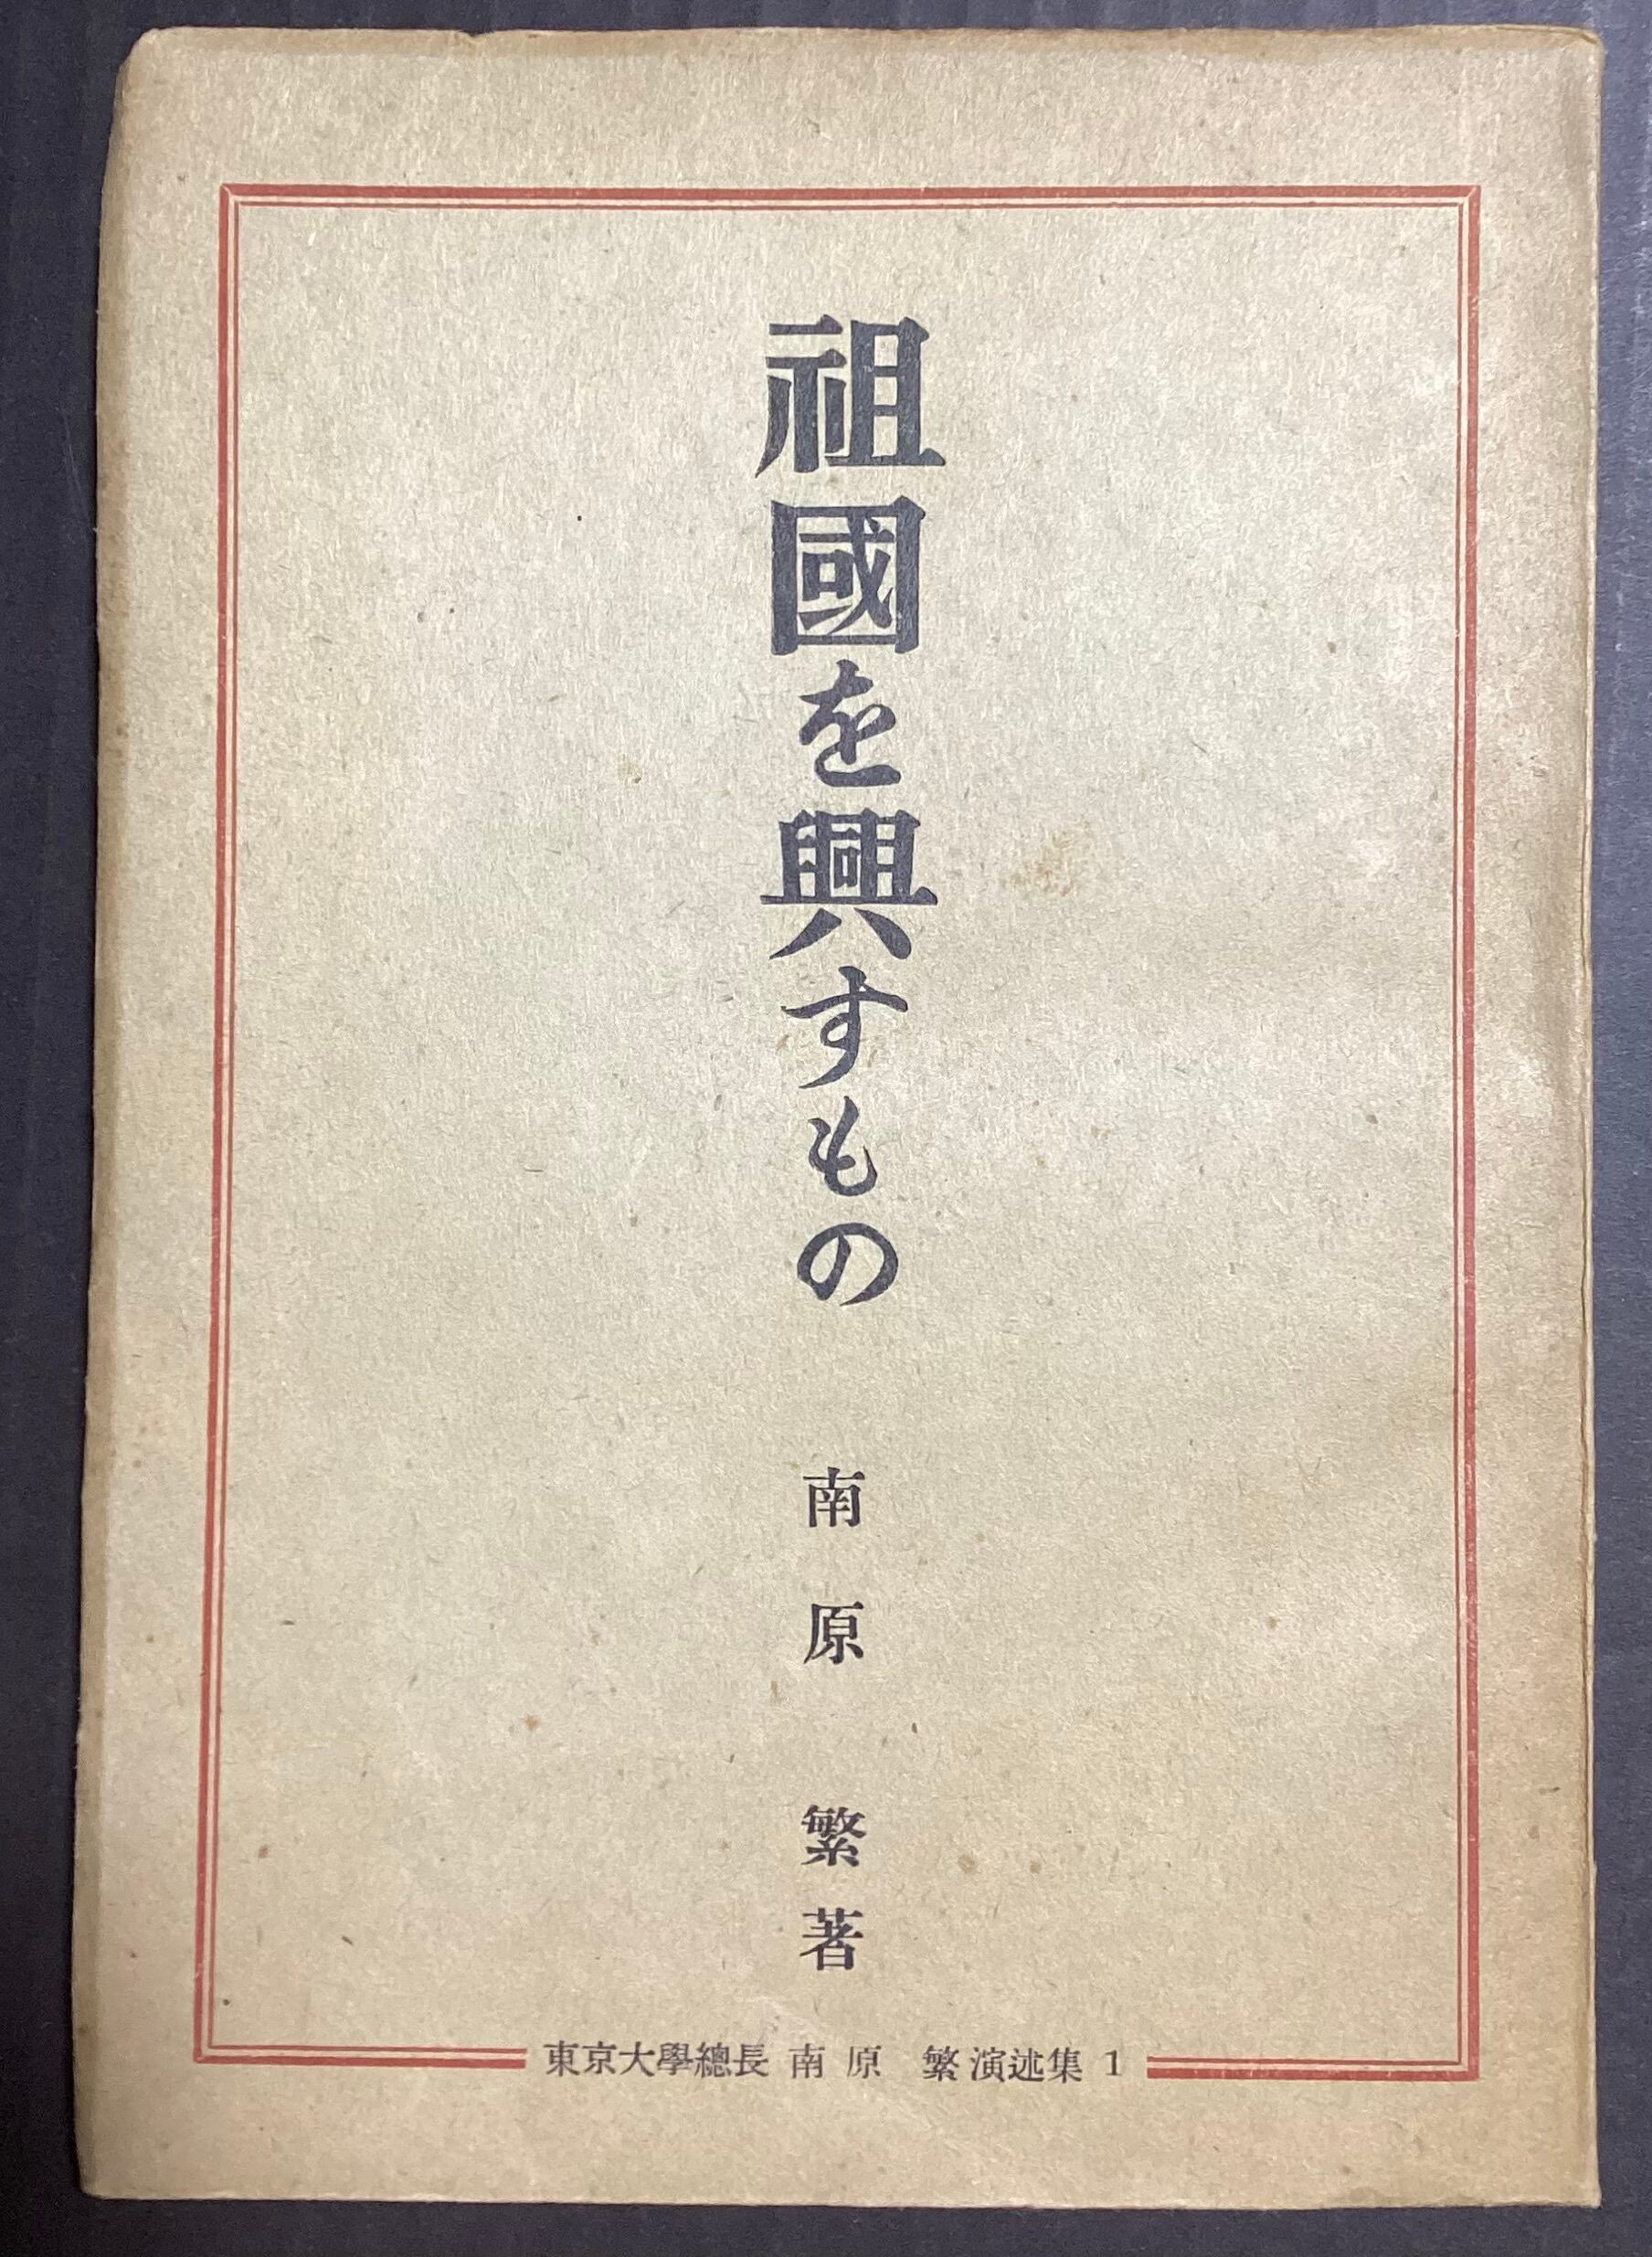 祖國を興すもの
南原 繁著
東京大學總長 南原 繁演述集 1